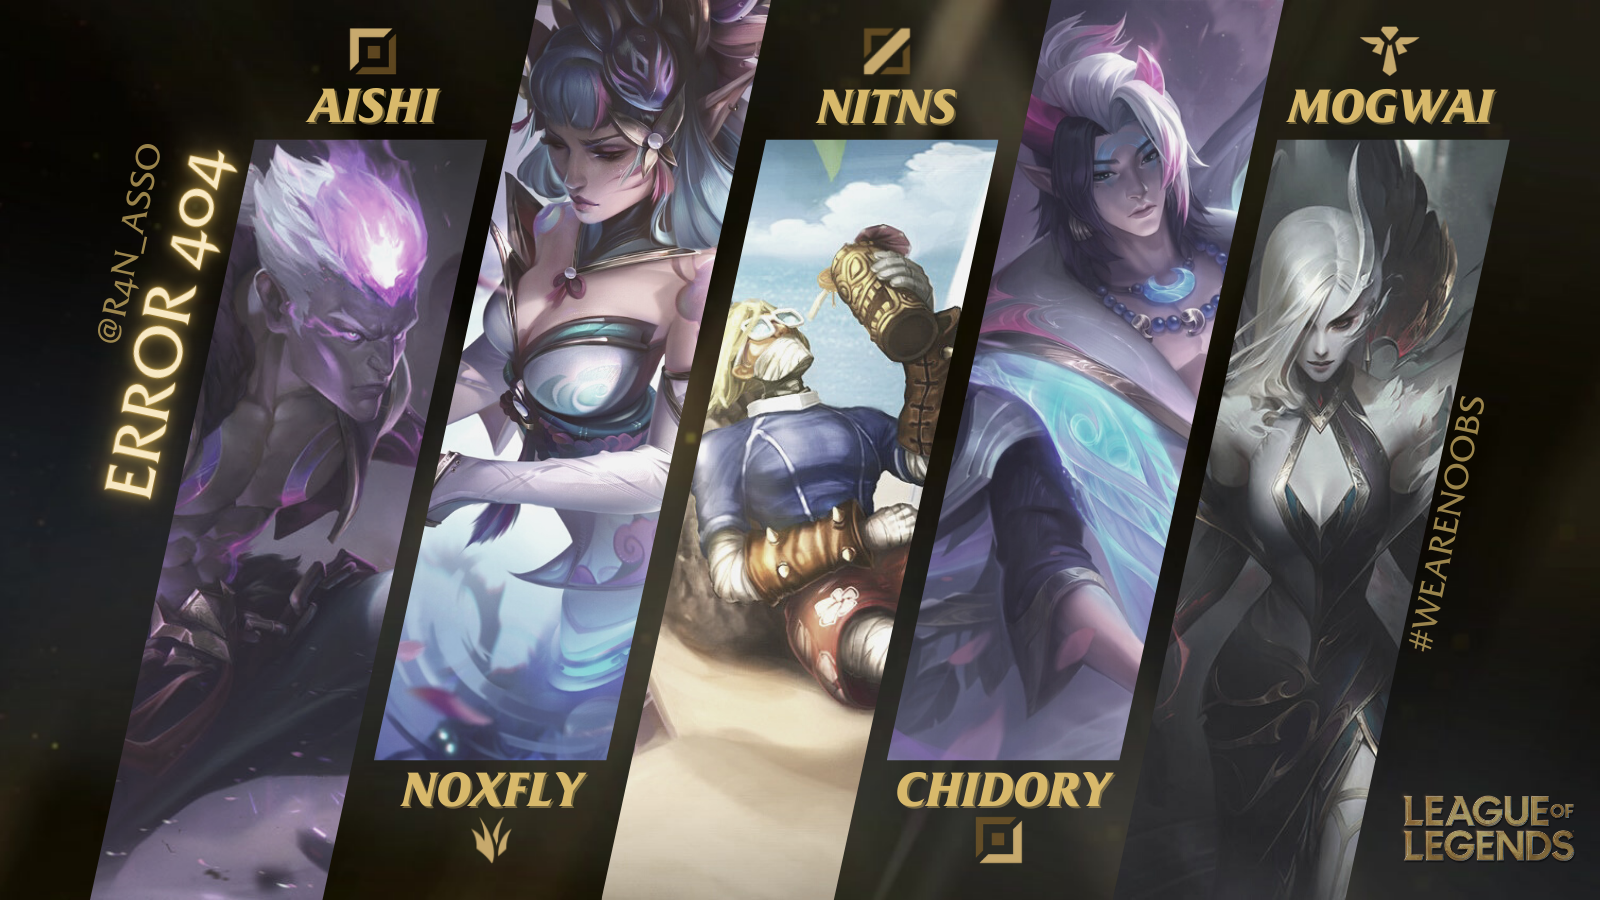 @R4N_ASSO
ERROR 404
AISHI
NOXFLY
NITNS
CHIDORY
MOGWAI
#WEARENOOBS
LEAGUE OF
LEGENDS